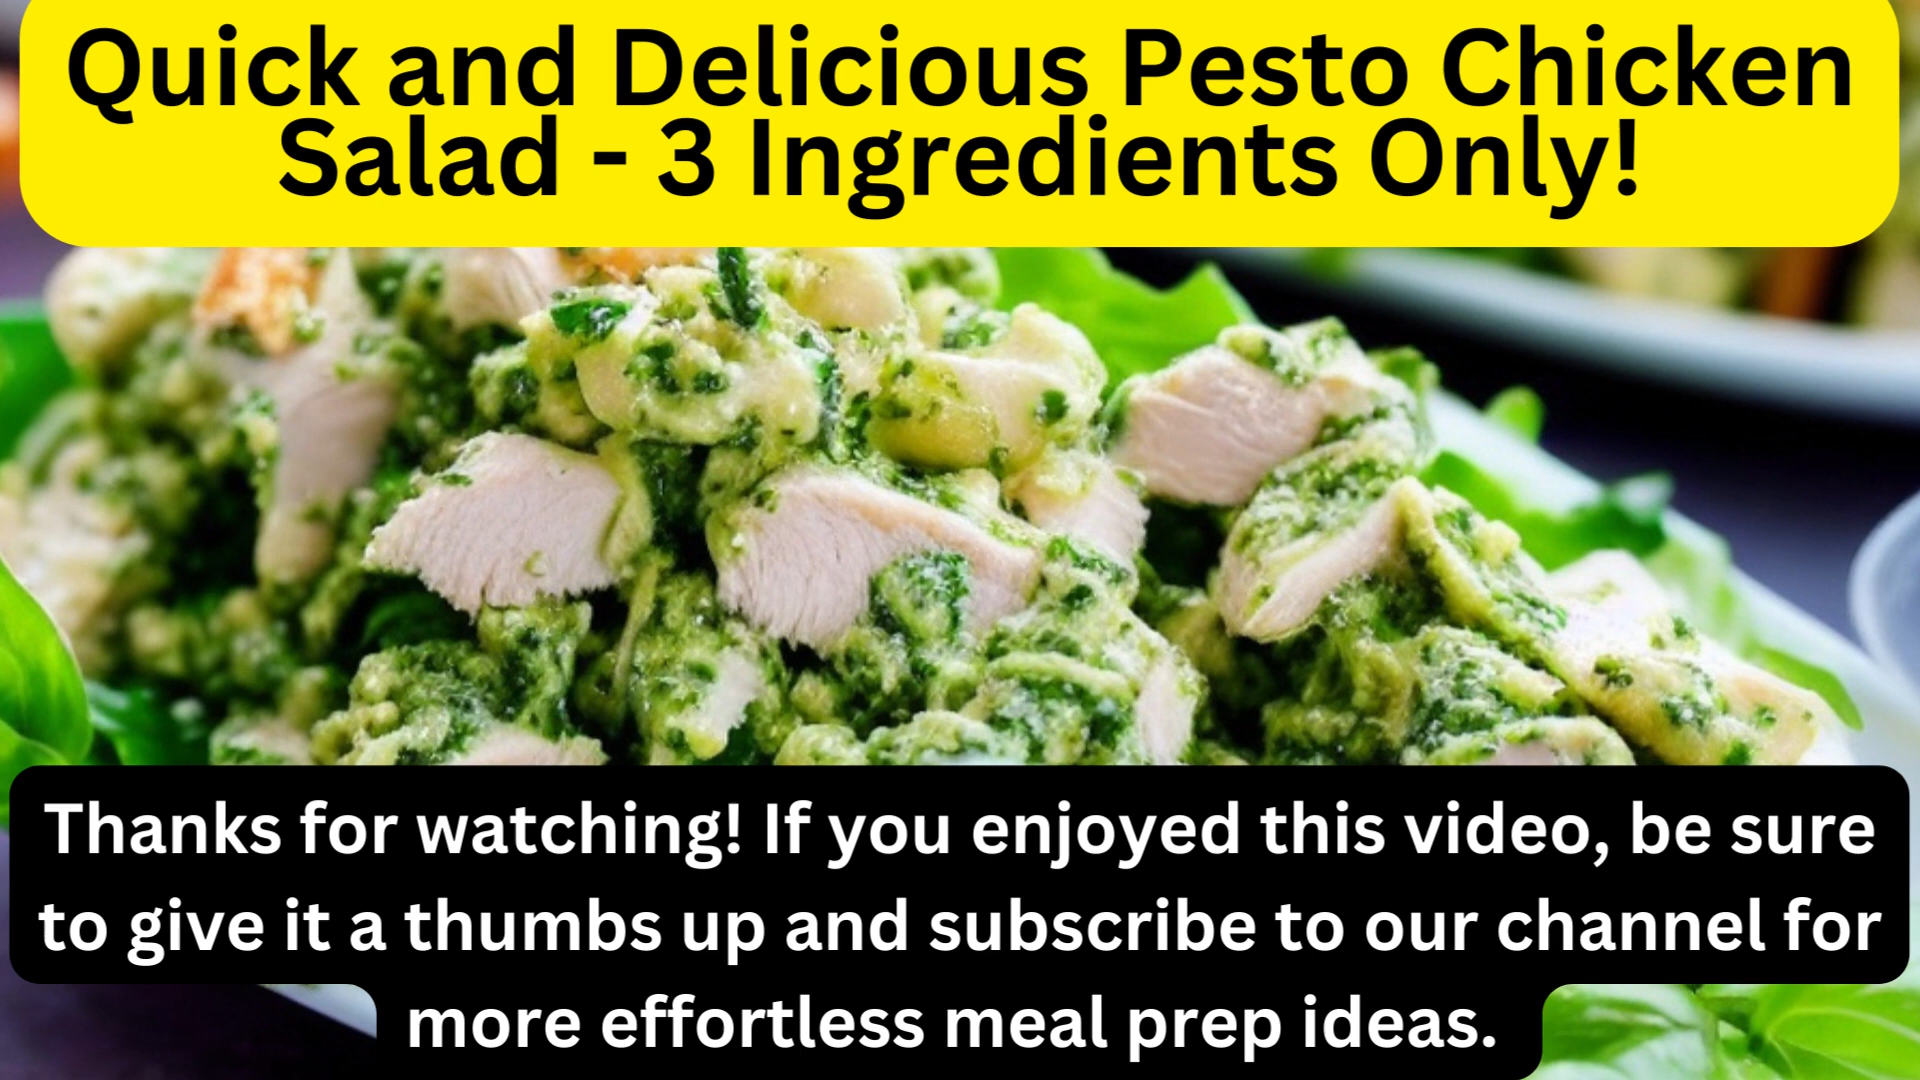 Quick and Delicious Pesto Chicken
Salad - 3 Ingredients Only!
Thanks for watching! If you enjoyed this video, be sure
to give it a thumbs up and subscribe to our channel for
more effortless meal prep ideas.